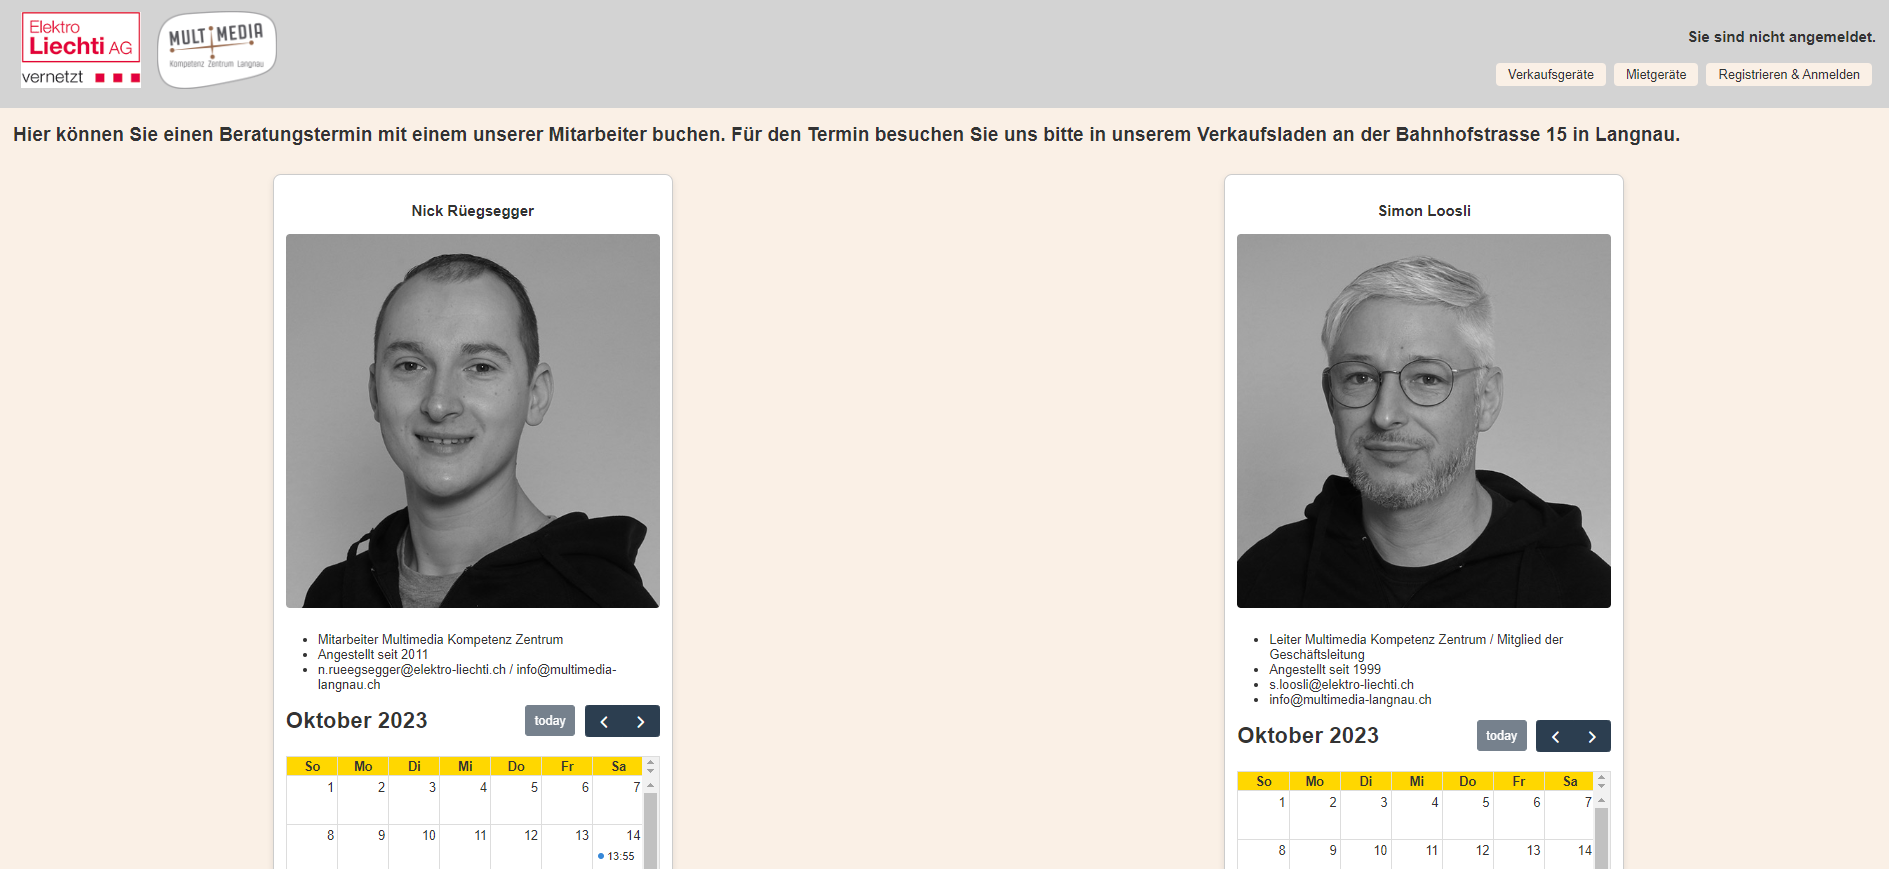 Elektro
Liechti AG
vernetzt
MULTIMEDIA
Kompetenz Zentrum Langnau
Sie sind nicht angemeldet.
Verkaufsgeräte Mietgeräte Registrieren & Anmelden
Hier können Sie einen Beratungstermin mit einem unserer Mitarbeiter buchen. Für den Termin besuchen Sie uns bitte in unserem Verkaufsladen an der Bahnhofstrasse 15 in Langnau.
Nick Rüegsegger
Mitarbeiter Multimedia Kompetenz Zentrum
Angestellt seit 2011
n.rueegsegger@elektro-liechti.ch / info@multimedia-
langnau.ch
Oktober 2023 today
So Mo Di Mi Do Fr Sa
1 2 3 4 5 6 7
8 9 10 11 12 13 14
13:55
Simon Loosli
Leiter Multimedia Kompetenz Zentrum / Mitglied der
Geschäftsleitung
Angestellt seit 1999
s.loosli@elektro-liechti.ch
info@multimedia-langnau.ch
Oktober 2023 today
So Mo Di Mi Do Fr Sa
1 2 3 4 5 6 7
8 9 10 11 12 13 14